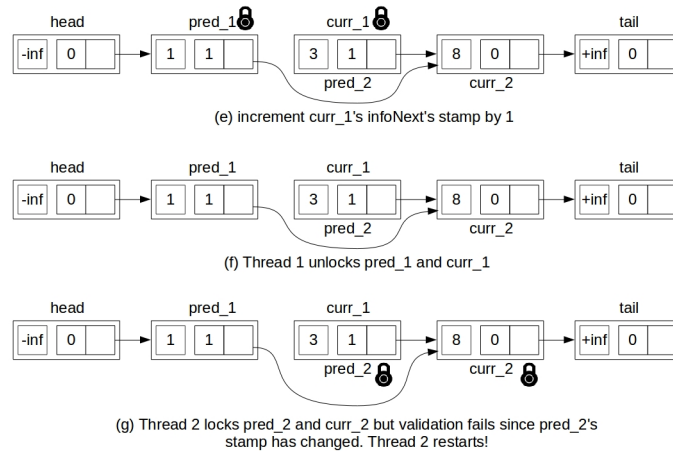 head pred_1 curr_1 tail
-inf 0 1 1 3 1 8 0 +inf 0
pred_2 curr_2
(e) increment curr_1's infoNext's stamp by 1
head pred_1 curr_1 tail
-inf 0 1 1 3 1 8 0 +inf 0
pred_2 curr_2
(f) Thread 1 unlocks pred_1 and curr_1
head pred_1 curr_1 tail
-inf 0 1 1 3 1 8 0 +inf 0
pred_2 curr_2
(g) Thread 2 locks pred_2 and curr_2 but validation fails since pred_2's
stamp has changed. Thread 2 restarts!